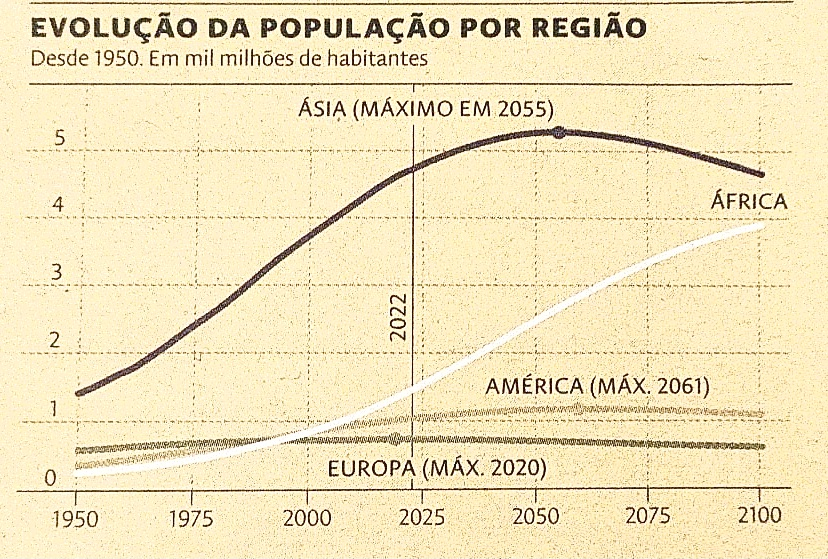 EVOLUÇÃO DA POPULAÇÃO POR REGIÃO
Desde 1950. Em mil milhões de habitantes
ÁSIA (MÁXIMO EM 2055)
5
4
ÁFRICA
3
2022
2
AMÉRICA (MÁX. 2061)
1
EUROPA (MÁX. 2020)
0
1950 1975 2000 2025 2050 2075 2100